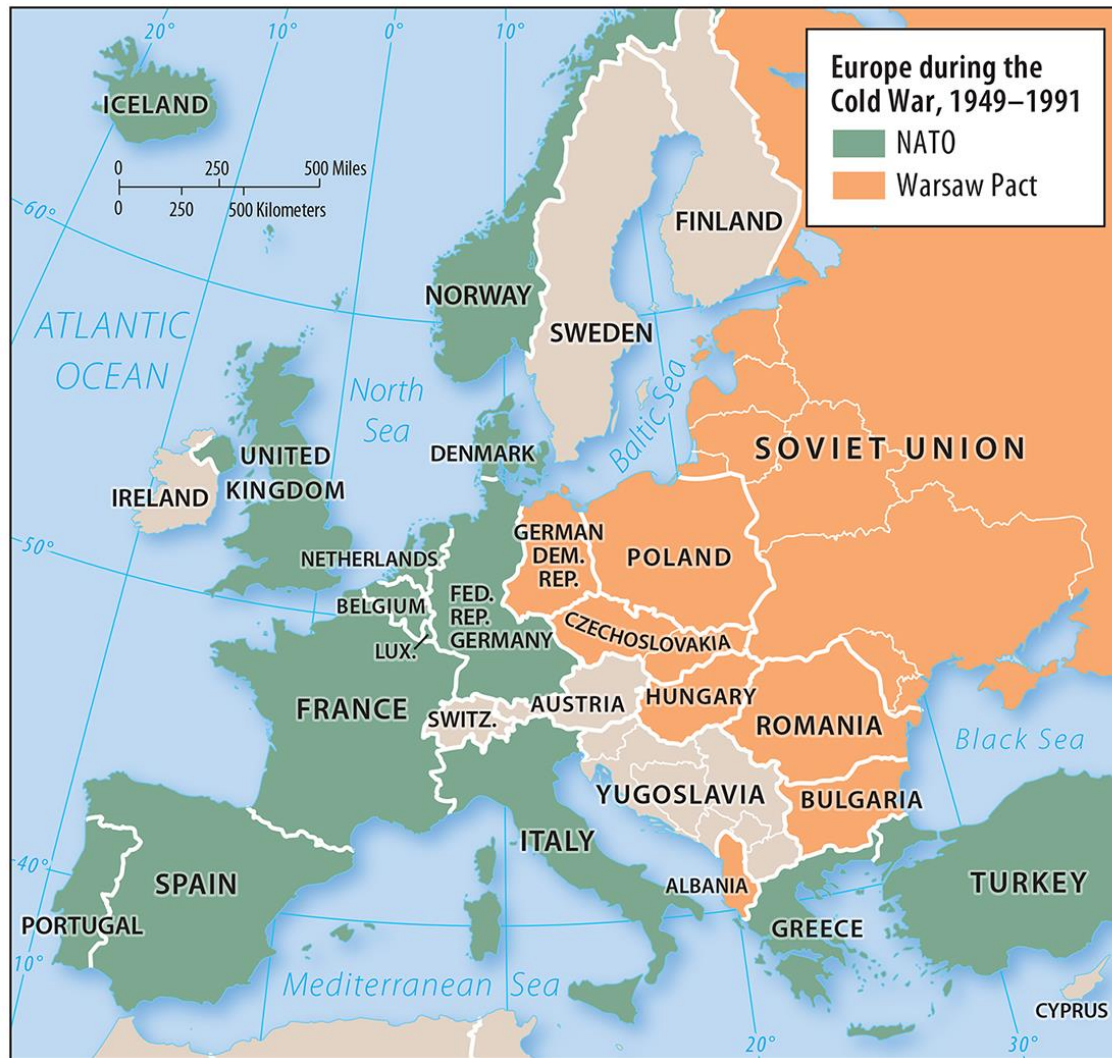 20°
10°
0°
10°
Europe during the
Cold War, 1949–1991
NATO
Warsaw Pact
ICELAND
0 250 500 Miles
0 250 500 Kilometers
60°
FINLAND
NORWAY
ATLANTIC
OCEAN
SWEDEN
North
Sea
Baltic Sea
DENMARK
SOVIET UNION
UNITED
KINGDOM
IRELAND
50°
NETHERLANDS
GERMAN
DEM.
REP.
POLAND
BELGIUM
FED.
REP.
GERMANY
LUX.
CZECHOSLOVAKIA
FRANCE
SWITZ.
AUSTRIA
HUNGARY
ROMANIA
Black Sea
YUGOSLAVIA
BULGARIA
ITALY
40°
SPAIN
ALBANIA
TURKEY
PORTUGAL
GREECE
10°
Mediterranean Sea
CYPRUS
0°
10°
20°
30°